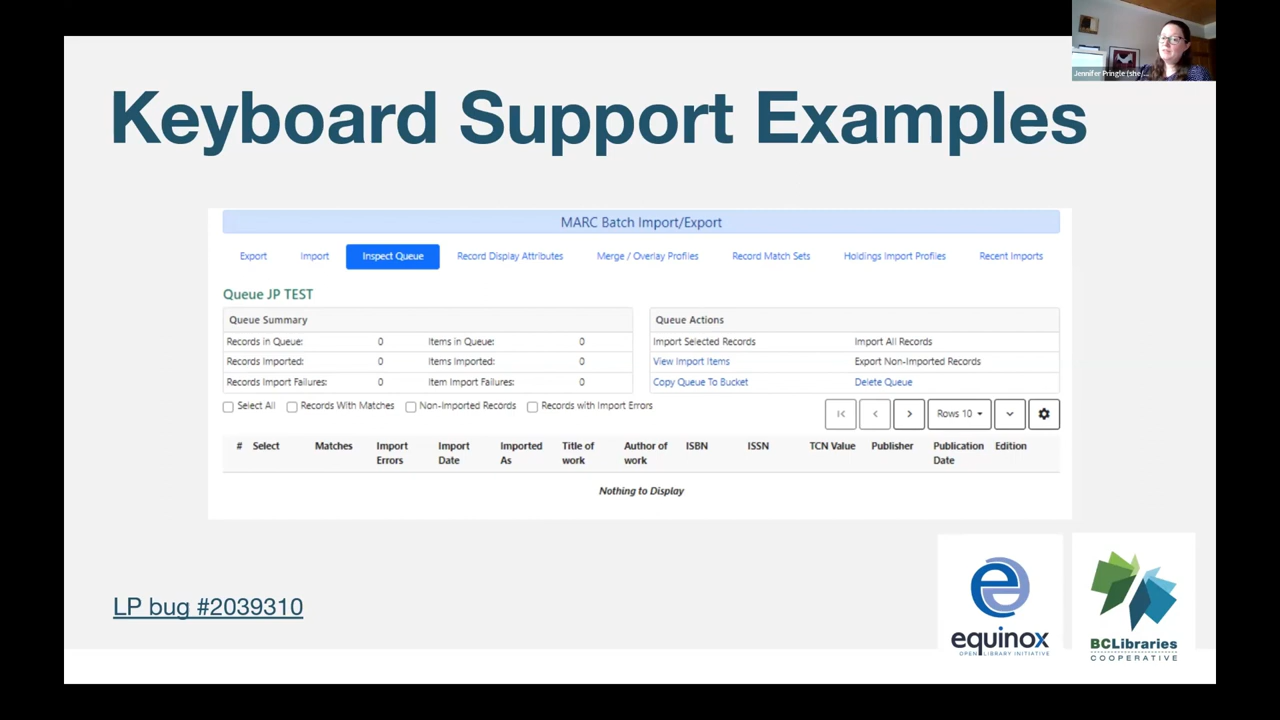 Jennifer Pringle (she/...
Keyboard Support Examples
MARC Batch Import/Export
Export Import Inspect Queue Record Display Attributes Merge / Overlay Profiles Record Match Sets Holdings Import Profiles Recent Imports
Queue JP TEST
Queue Summary
Records in Queue: 0 Items in Queue: 0
Records Imported: 0 Items Imported: 0
Records Import Failures: 0 Item Import Failures: 0
Queue Actions
Import Selected Records Import All Records
View Import Items Export Non-Imported Records
Copy Queue To Bucket Delete Queue
Select All Records With Matches Non-Imported Records Records with Import Errors
Rows 10
# Select Matches Import Errors Import Date Imported As Title of work Author of work ISBN ISSN TCN Value Publisher Publication Date Edition
Nothing to Display
LP bug #2039310
equinox
OPEN LIBRARY INITIATIVE
BCLibraries
COOPERATIVE